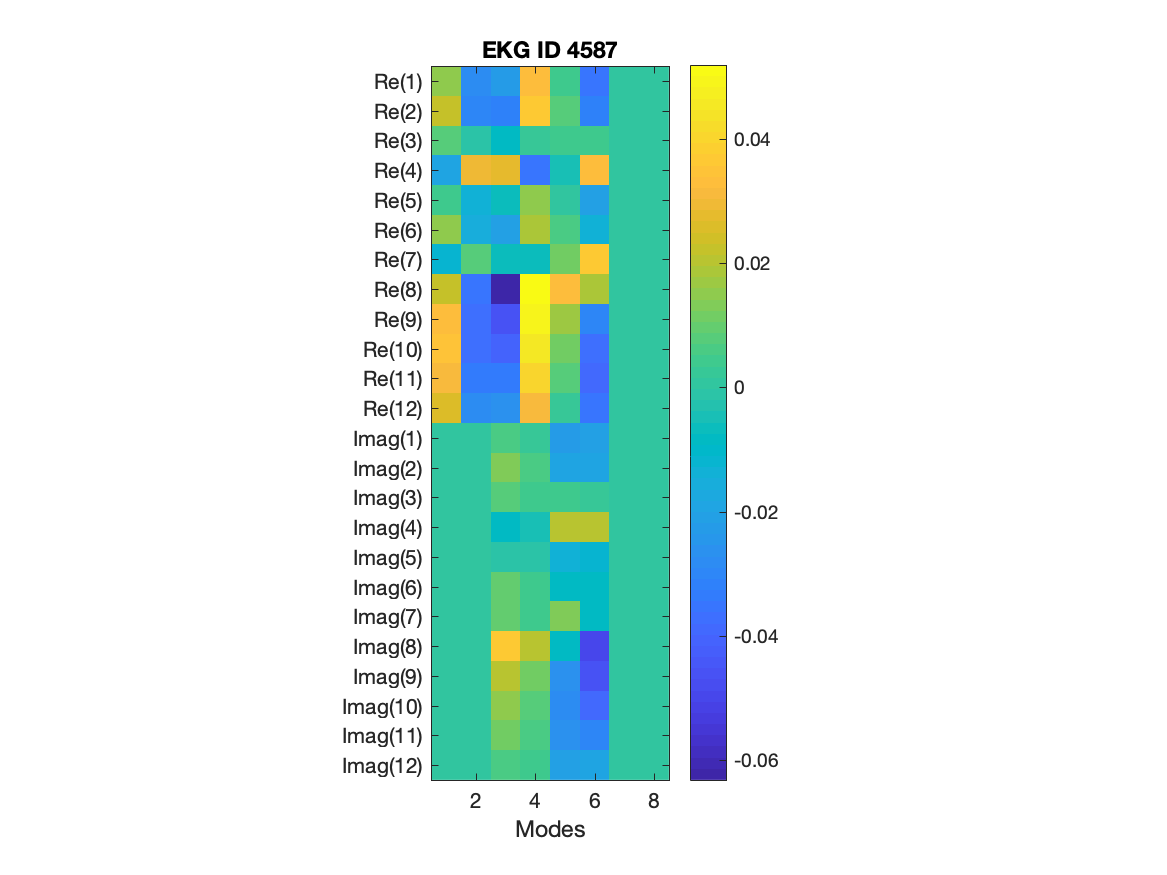 EKG ID 4587
Re(1)
Re(2)
Re(3)
Re(4)
Re(5)
Re(6)
Re(7)
Re(8)
Re(9)
Re(10)
Re(11)
Re(12)
Imag(1)
Imag(2)
Imag(3)
Imag(4)
Imag(5)
Imag(6)
Imag(7)
Imag(8)
Imag(9)
Imag(10)
Imag(11)
Imag(12)
2 4 6 8
Modes
0.04
0.02
0
-0.02
-0.04
-0.06